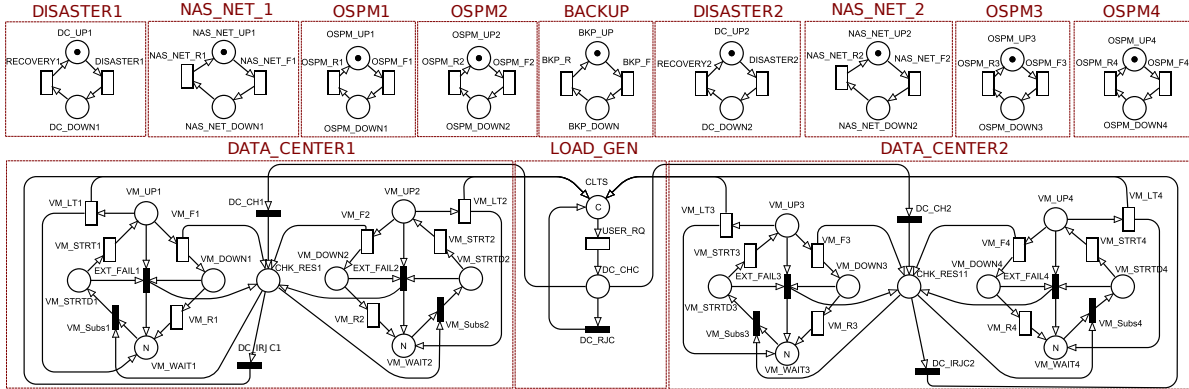 DISASTER1
NAS_NET_1
OSPM1
OSPM2
BACKUP
DISASTER2
NAS_NET_2
OSPM3
OSPM4
DC_UP1
RECOVERY1
DISASTER1
DC_DOWN1
NAS_NET_UP1
NAS_NET_R1
NAS_NET_F1
NAS_NET_DOWN1
OSPM_UP1
OSPM_R1
OSPM_F1
OSPM_DOWN1
OSPM_UP2
OSPM_R2
OSPM_F2
OSPM_DOWN2
BKP_UP
BKP_R
BKP_F
BKP_DOWN
DC_UP2
RECOVERY2
DISASTER2
DC_DOWN2
NAS_NET_UP2
NAS_NET_R2
NAS_NET_F2
NAS_NET_DOWN2
OSPM_UP3
OSPM_R3
OSPM_F3
OSPM_DOWN3
OSPM_UP4
OSPM_R4
OSPM_F4
OSPM_DOWN4
DATA_CENTER1
LOAD_GEN
DATA_CENTER2
VM_UP1
VM_LT1
VM_F1
VM_STRT1
VM_DOWN1
EXT_FAIL1
VM_STRTD1
VM_Subs1
VM_R1
N
VM_WAIT1
DC_CH1
CHK_RES1
DC_IRJC1
VM_UP2
VM_LT2
VM_F2
VM_STRT2
VM_DOWN2
EXT_FAIL2
VM_STRTD2
VM_R2
VM_Subs2
N
VM_WAIT2
CLTS
C
USER_RQ
DC_CHC
DC_RJC
VM_UP3
VM_LT3
VM_F3
VM_STRT3
VM_DOWN3
EXT_FAIL3
VM_STRTD3
VM_Subs3
VM_R3
N
VM_WAIT3
DC_CH2
CHK_RES11
DC_IRJC2
VM_UP4
VM_LT4
VM_F4
VM_STRT4
VM_DOWN4
EXT_FAIL4
VM_STRTD4
VM_R4
VM_Subs4
N
VM_WAIT4